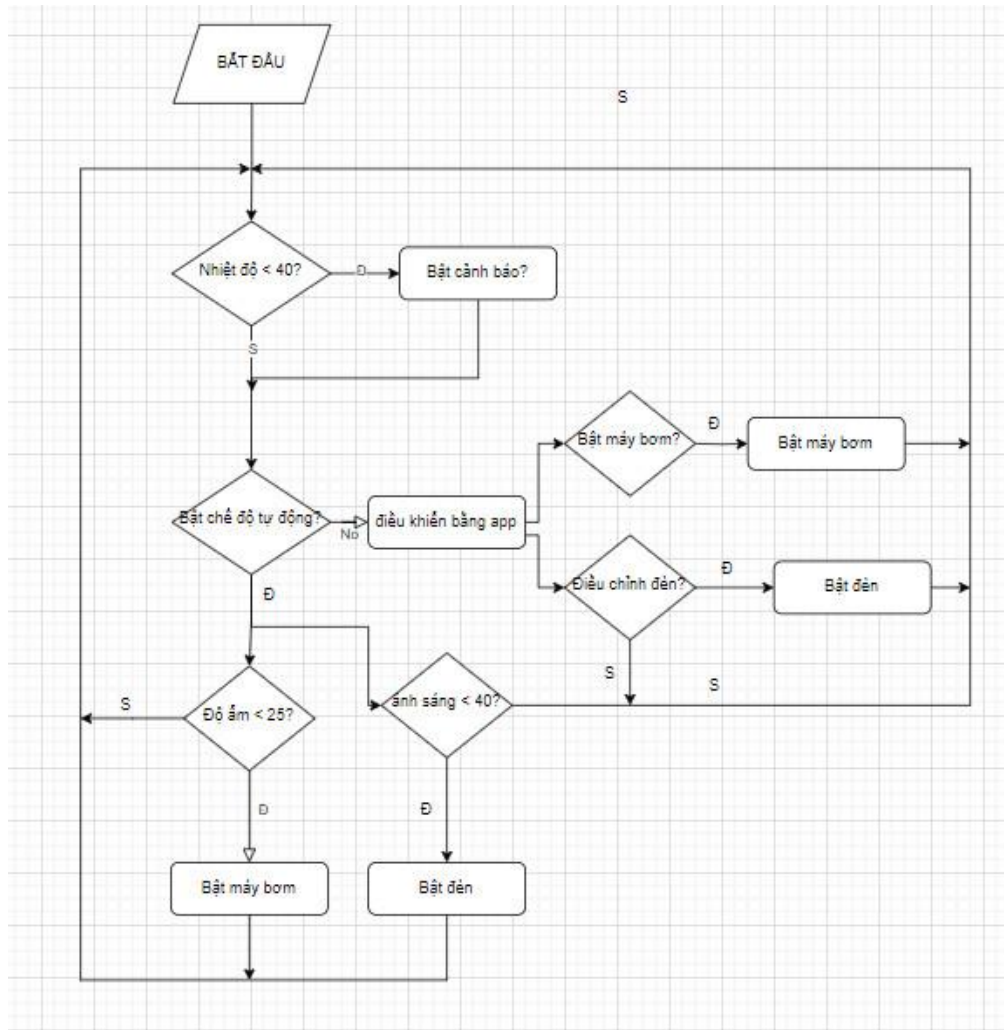 BẮT ĐẦU
S
Nhiệt độ < 40?
Đ
Bật cảnh báo?
S
Bật máy bơm?
Đ
Bật máy bơm
Bật chế độ tự động?
No
điều khiển bằng app
Điều chỉnh đèn?
Đ
Bật đèn
Đ
S
S
S
Độ ẩm < 25?
ánh sáng < 40?
Đ
Đ
Bật máy bơm
Bật đèn